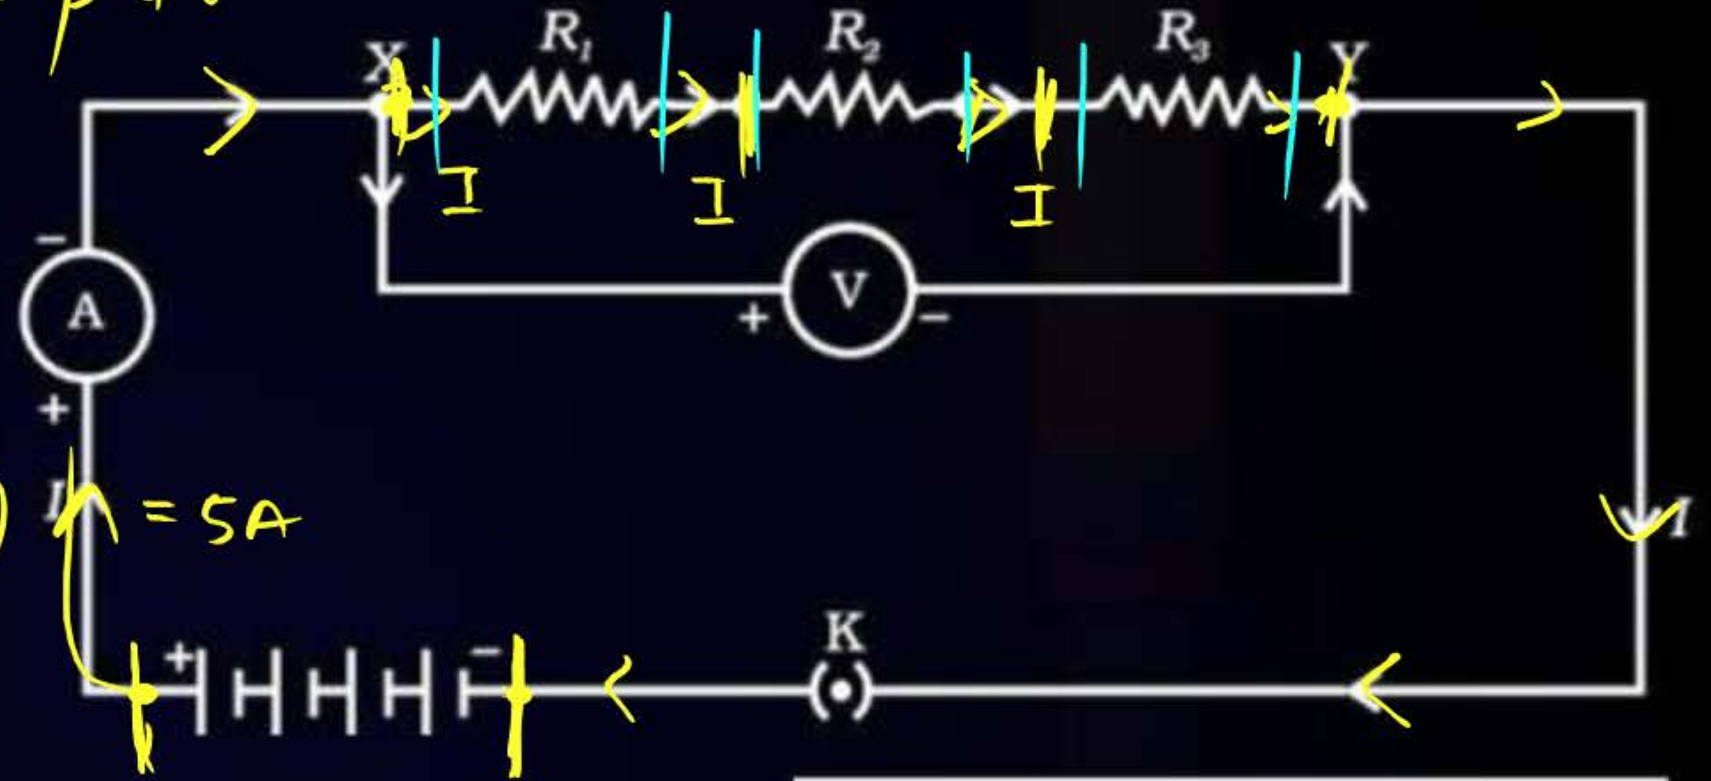 X R₁ R₂ R₃ Y
I I I
− A +
+ V −
I = 5A
I
K
+ −